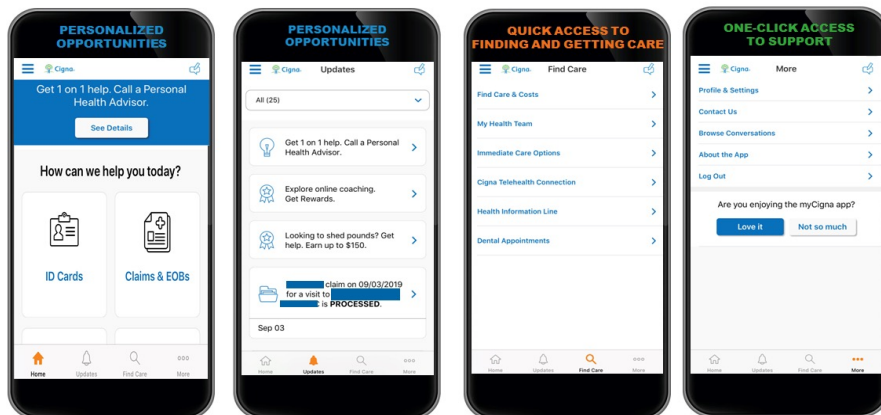 PERSONALIZED
OPPORTUNITIES
Cigna.
Get 1 on 1 help. Call a Personal
Health Advisor.
See Details
How can we help you today?
ID Cards
Claims & EOBs
Home
Updates
Find Care
More
PERSONALIZED
OPPORTUNITIES
Cigna. Updates
All (25)
Get 1 on 1 help. Call a Personal
Health Advisor.
Explore online coaching.
Get Rewards.
Looking to shed pounds? Get
help. Earn up to $150.
claim on 09/03/2019
for a visit to
is PROCESSED.
Sep 03
Home
Updates
Find Care
More
QUICK ACCESS TO
FINDING AND GETTING CARE
Cigna. Find Care
Find Care & Costs
My Health Team
Immediate Care Options
Cigna Telehealth Connection
Health Information Line
Dental Appointments
Home
Updates
Find Care
More
ONE-CLICK ACCESS
TO SUPPORT
Cigna. More
Profile & Settings
Contact Us
Browse Conversations
About the App
Log Out
Are you enjoying the myCigna app?
Love it
Not so much
Home
Updates
Find Care
More